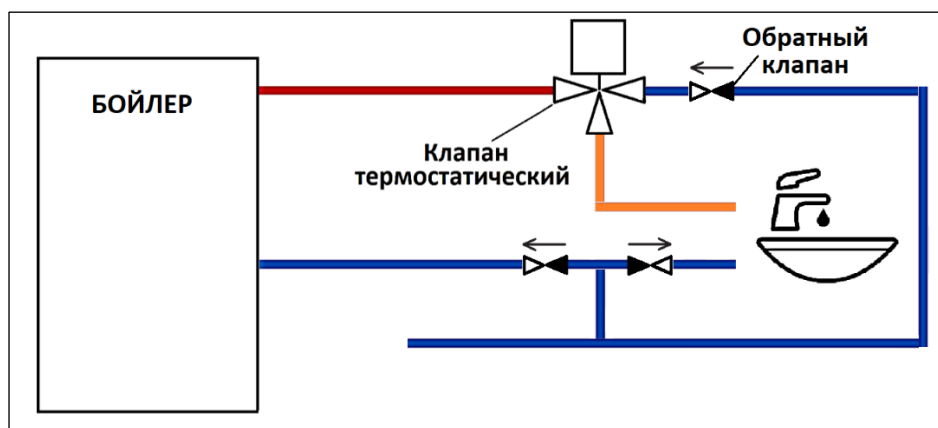 БОЙЛЕР
Обратный
клапан
Клапан
термостатический